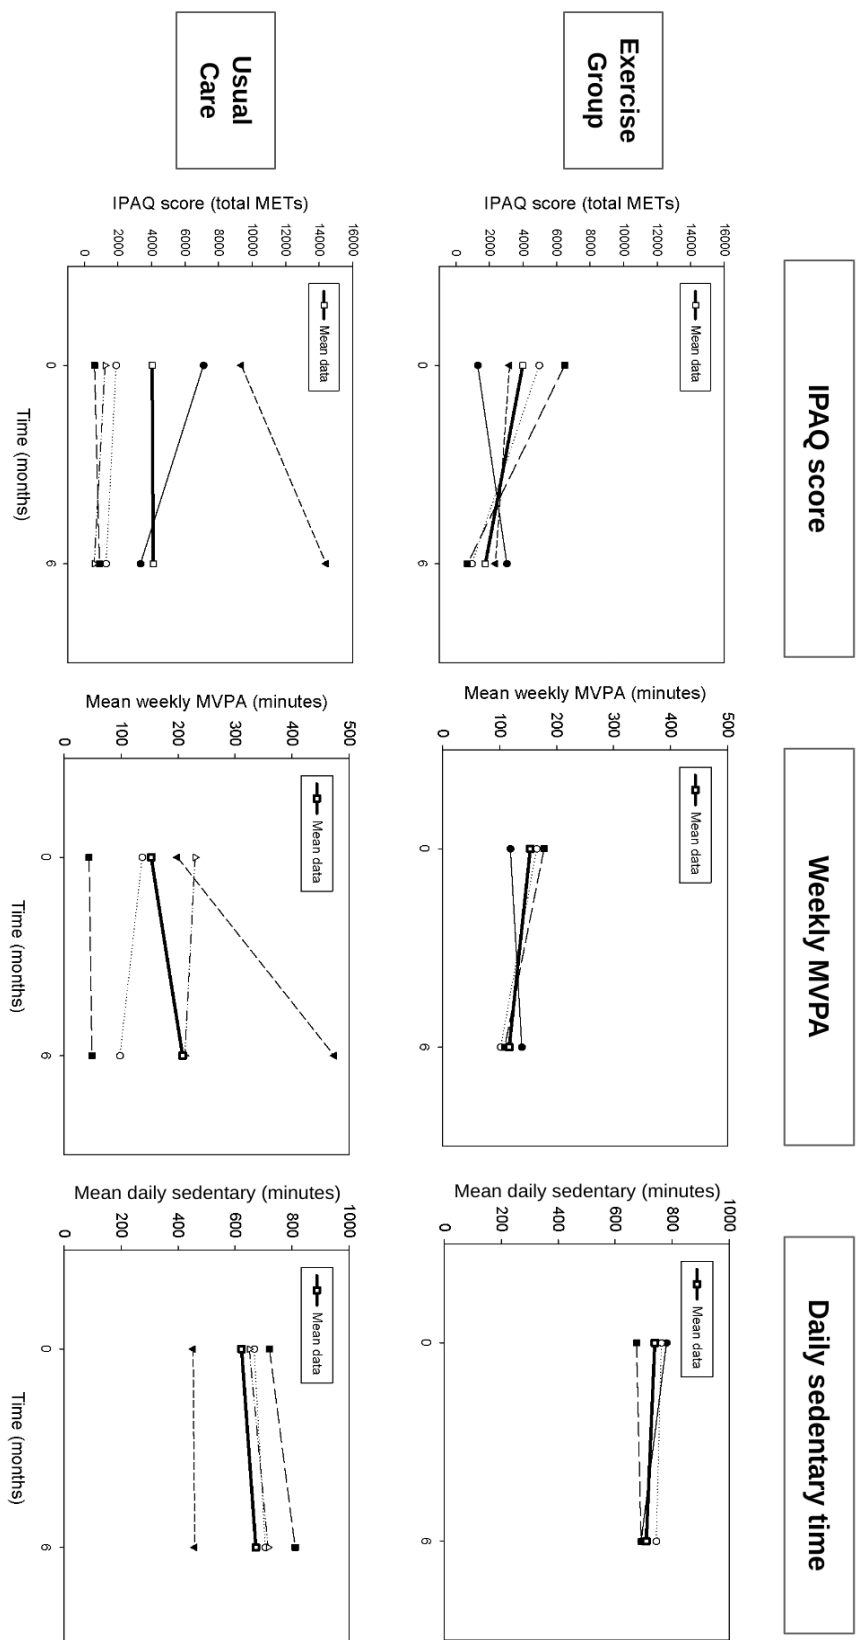 IPAQ score
Weekly MVPA
Daily sedentary time
Exercise
Group
IPAQ score (total METs)
16000
14000
12000
10000
8000
6000
4000
2000
0
Mean data
0
6
Mean weekly MVPA (minutes)
500
400
300
200
100
0
Mean data
0
6
Mean daily sedentary (minutes)
1000
800
600
400
200
0
Mean data
0
6
Usual
Care
IPAQ score (total METs)
16000
14000
12000
10000
8000
6000
4000
2000
0
Mean data
0
6
Time (months)
Mean weekly MVPA (minutes)
500
400
300
200
100
0
Mean data
0
6
Time (months)
Mean daily sedentary (minutes)
1000
800
600
400
200
0
Mean data
0
6
Time (months)